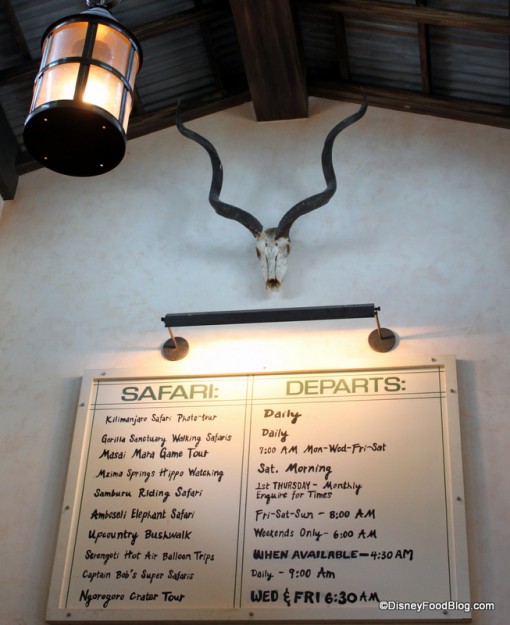 SAFARI: DEPARTS:
Kilimanjaro Safari Photo-tour Daily
Gorilla Sanctuary Walking Safaris Daily
Masai Mara Game Tour 7:00 AM Mon-Wed-Fri-Sat
Mzima Springs Hippo Watching Sat. Morning
Samburu Riding Safari 1st THURSDAY - Monthly
Enquire for Times
Amboseli Elephant Safari Fri-Sat-Sun - 8:00 AM
Upcountry Bushwalk Weekends Only - 6:00 AM
Serengeti Hot Air Balloon Trips WHEN AVAILABLE - 4:30 AM
Captain Bob's Super Safaris Daily - 9:00 Am
Ngorogoro Crater Tour WED & FRI 6:30 AM
©DisneyFoodBlog.com